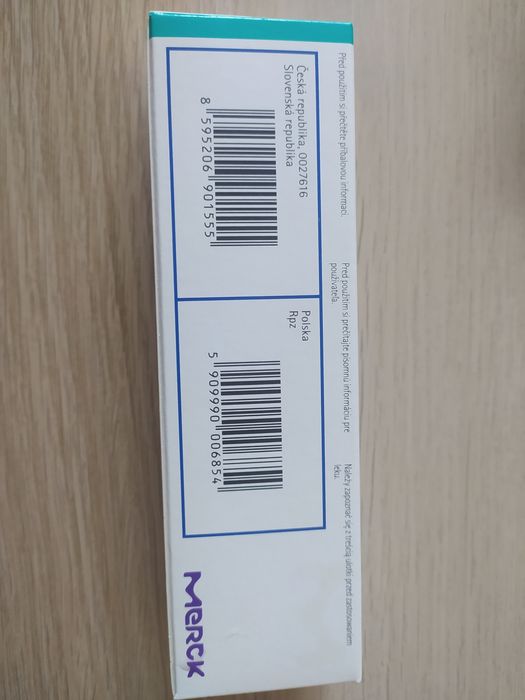 Před použitím si přečtěte příbalovou informaci.
Pred použitím si prečítajte písomnú informáciu pre
používateľa.
Należy zapoznać się z treścią ulotki przed zastosowaniem
leku.
Česká republika, 0027616
Slovenská republika
8 595206 901555
Polska
Rpz
5 909990 006854
MERCK